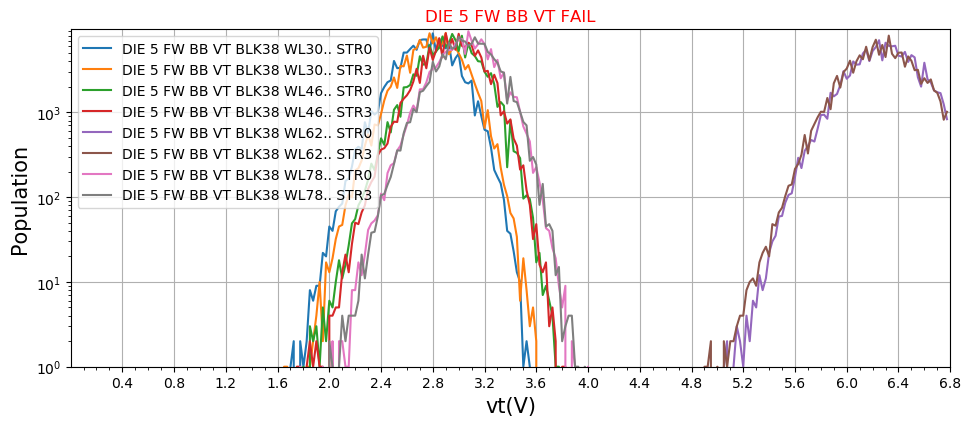 DIE 5 FW BB VT FAIL
DIE 5 FW BB VT BLK38 WL30.. STR0
DIE 5 FW BB VT BLK38 WL30.. STR3
DIE 5 FW BB VT BLK38 WL46.. STR0
DIE 5 FW BB VT BLK38 WL46.. STR3
DIE 5 FW BB VT BLK38 WL62.. STR0
DIE 5 FW BB VT BLK38 WL62.. STR3
DIE 5 FW BB VT BLK38 WL78.. STR0
DIE 5 FW BB VT BLK38 WL78.. STR3
Population
10³
10²
10¹
10⁰
0.4 0.8 1.2 1.6 2.0 2.4 2.8 3.2 3.6 4.0 4.4 4.8 5.2 5.6 6.0 6.4 6.8
vt(V)